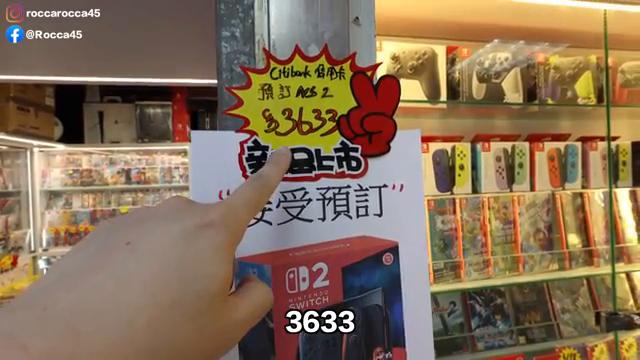 roccarocca45
@Rocca45
Citibank 信用卡
預訂 NS 2
$3633
新品上市
"接受預訂"
2
NINTENDO
SWITCH
3633